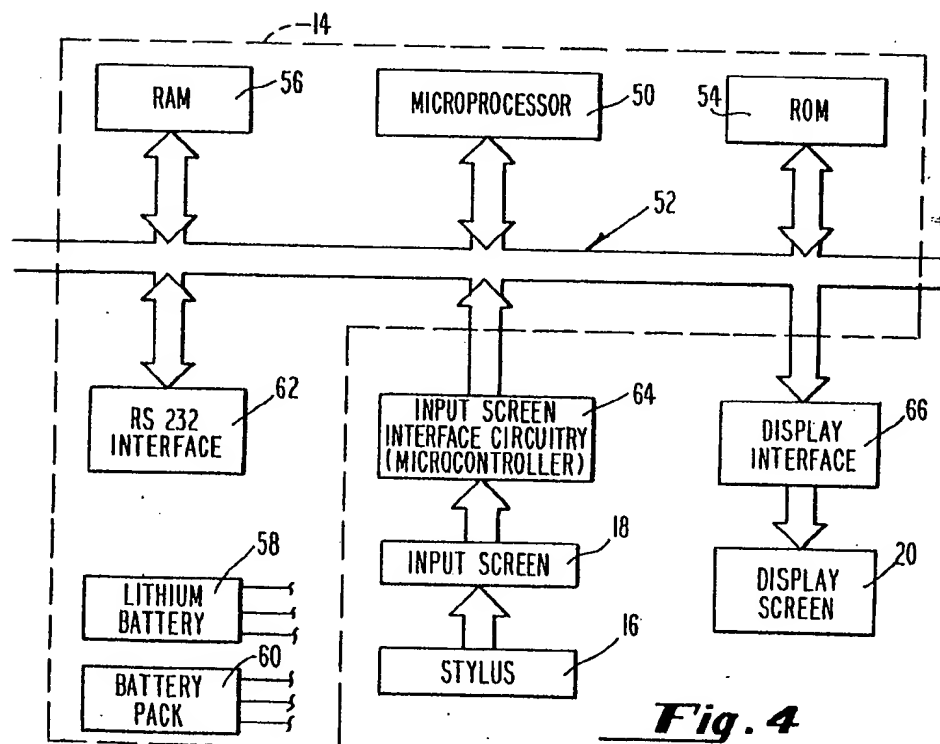 14
RAM
56
MICROPROCESSOR
50
54
ROM
52
RS 232
INTERFACE
62
INPUT SCREEN
INTERFACE CIRCUITRY
(MICROCONTROLLER)
64
DISPLAY
INTERFACE
66
INPUT SCREEN
18
DISPLAY
SCREEN
20
LITHIUM
BATTERY
58
STYLUS
16
BATTERY
PACK
60
Fig. 4